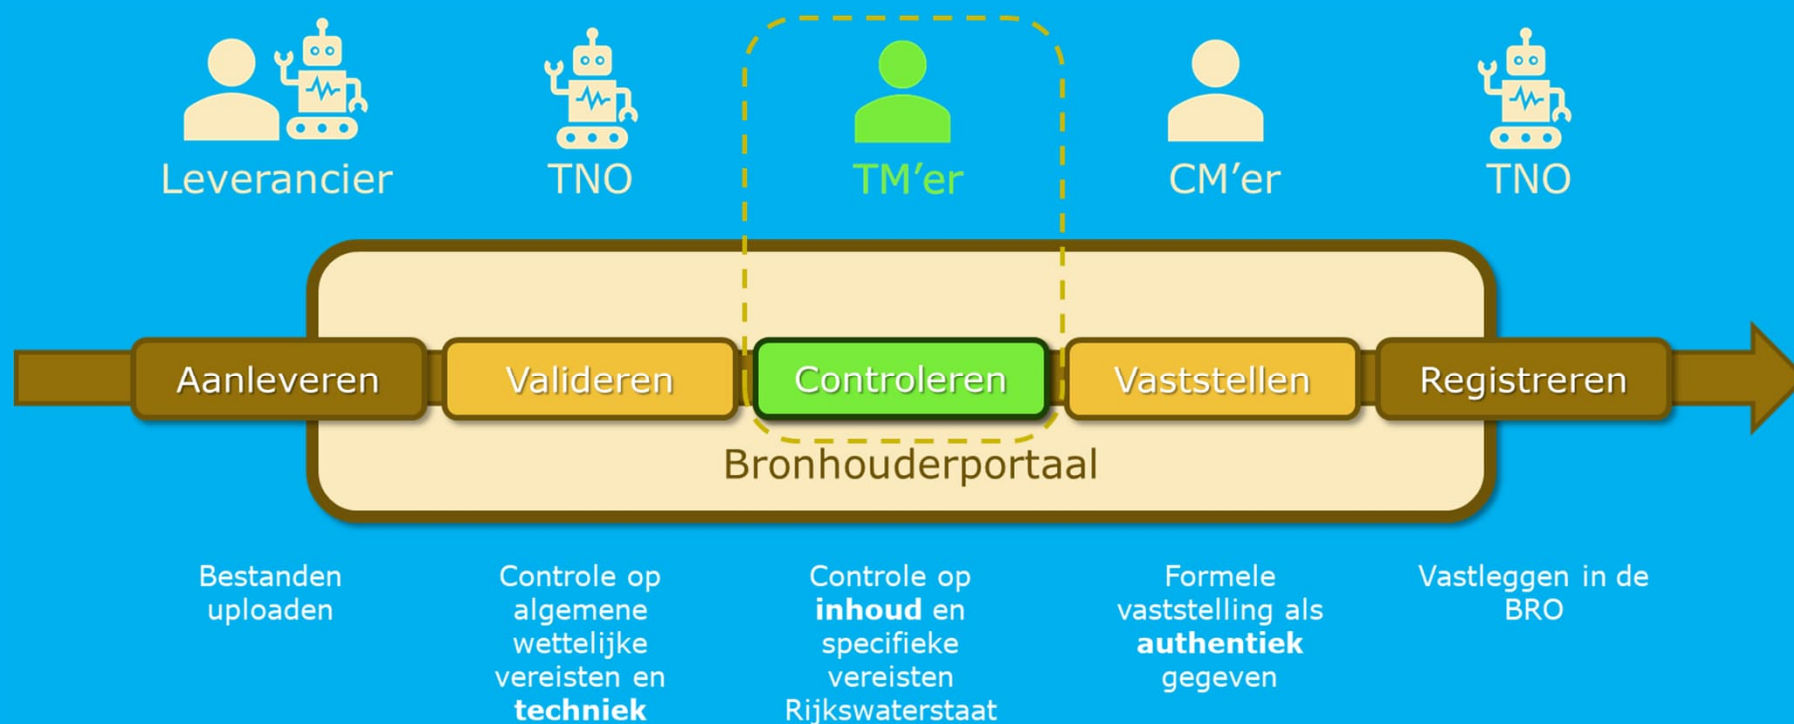 Leverancier
TNO
TM'er
CM'er
TNO
Aanleveren
Valideren
Controleren
Vaststellen
Registreren
Bronhouderportaal
Bestanden
uploaden
Controle op
algemene
wettelijke
vereisten en
techniek
Controle op
inhoud en
specifieke
vereisten
Rijkswaterstaat
Formele
vaststelling als
authentiek
gegeven
Vastleggen in de
BRO